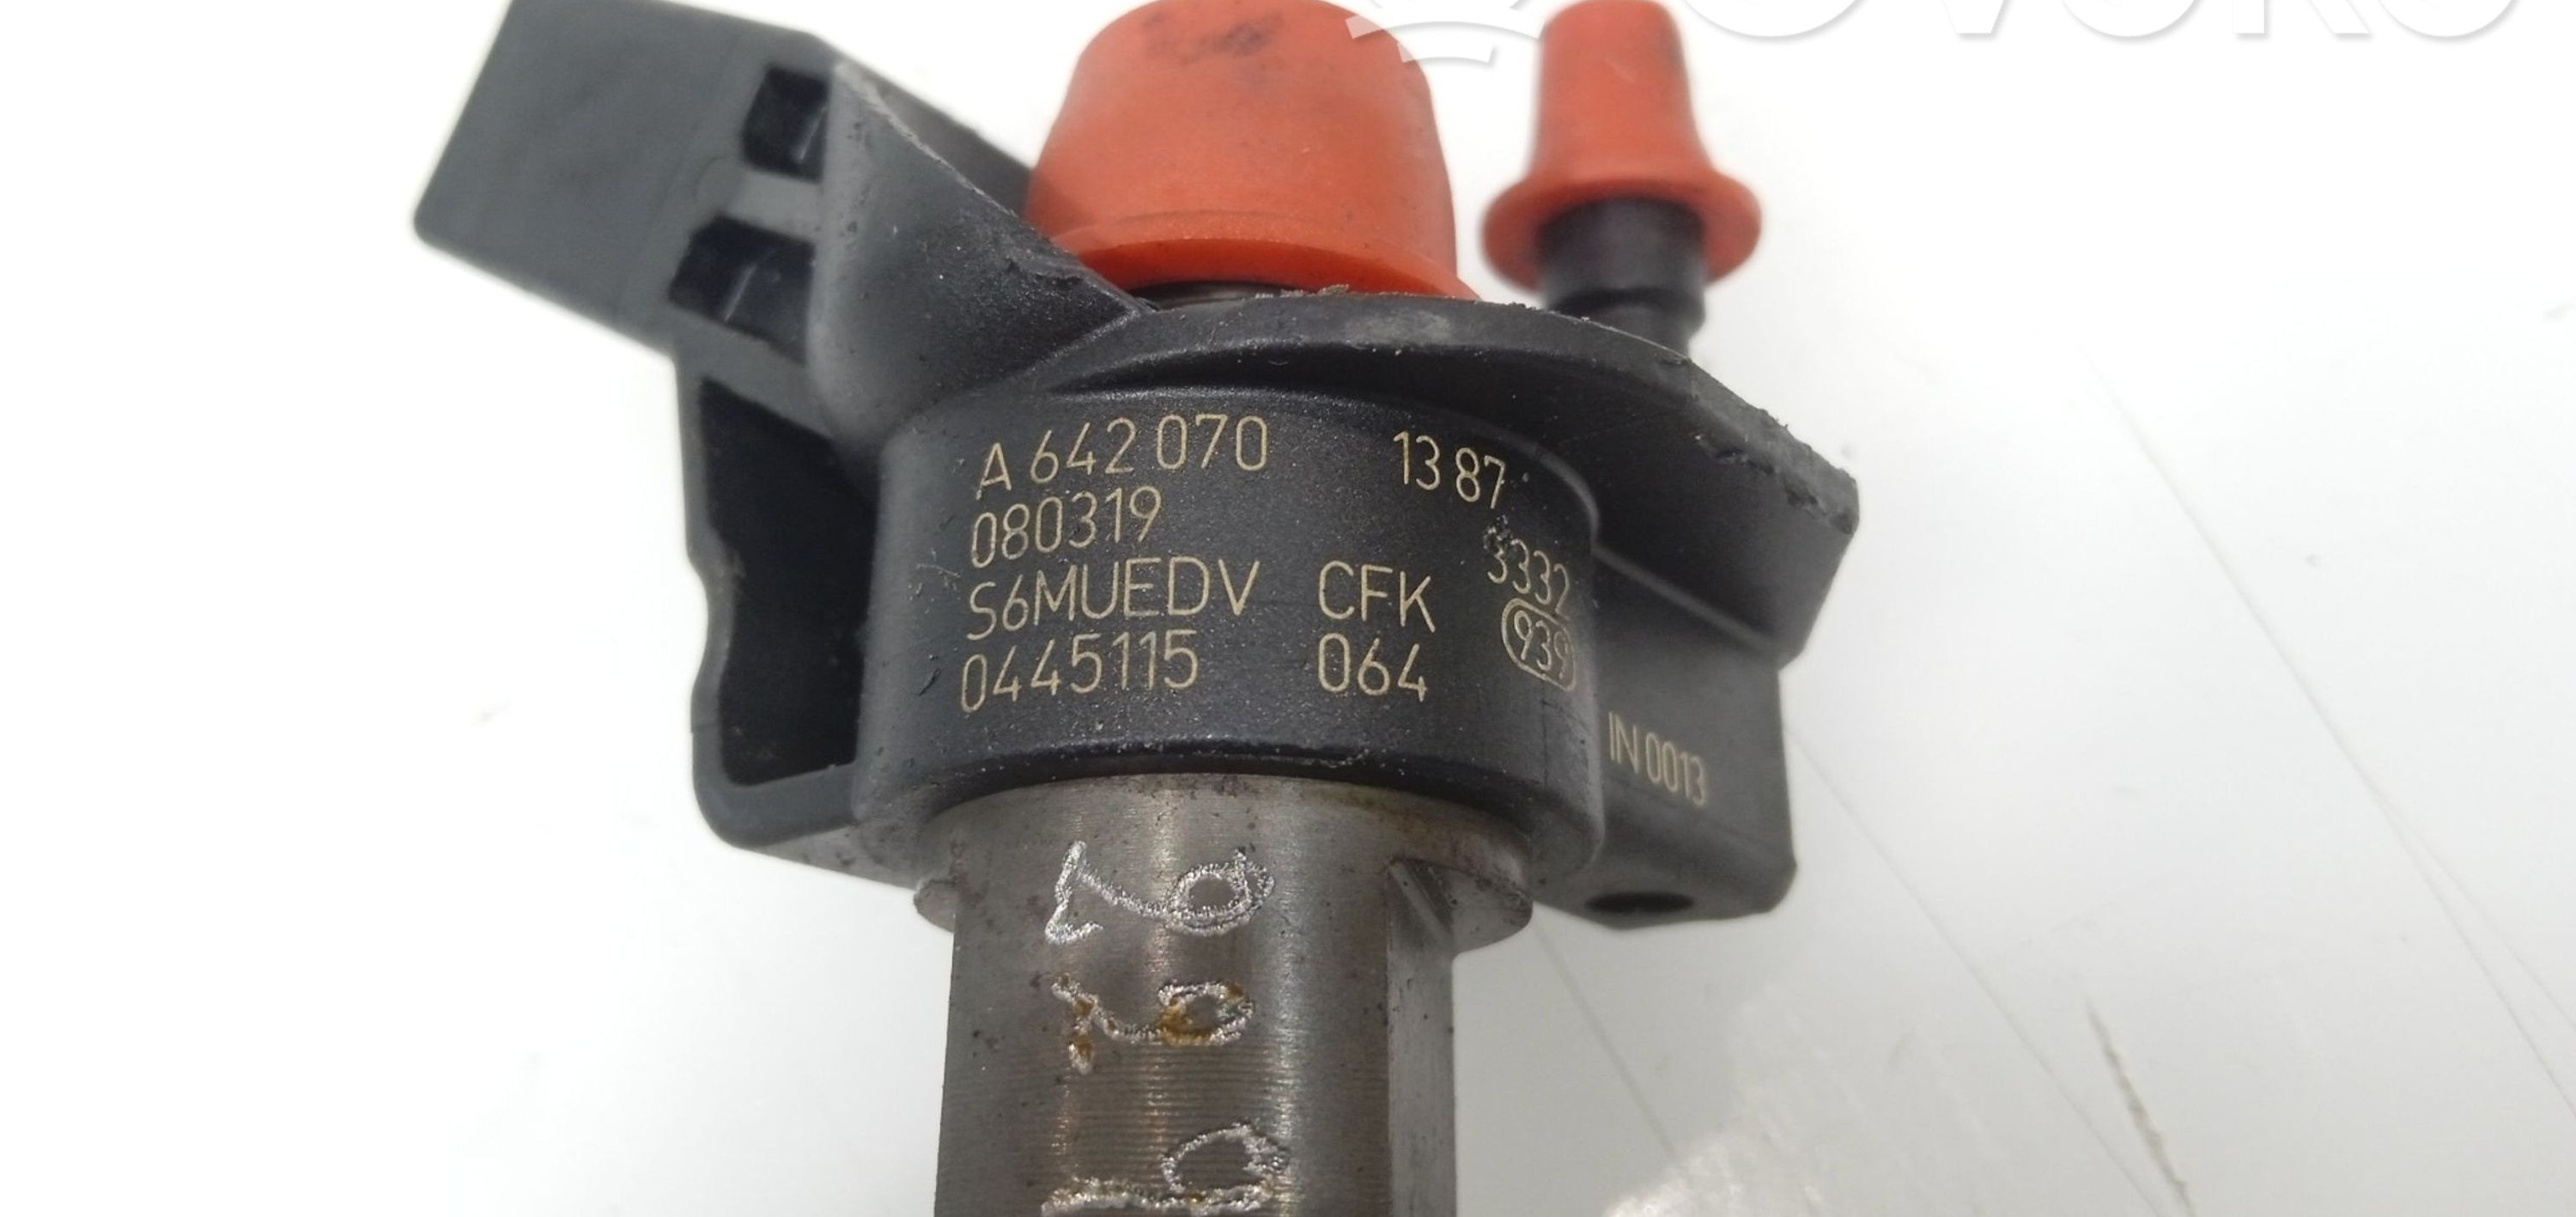 A 642 070 13 87
080319 3332
S6MUEDV CFK 939
0445115 064
IN 0013